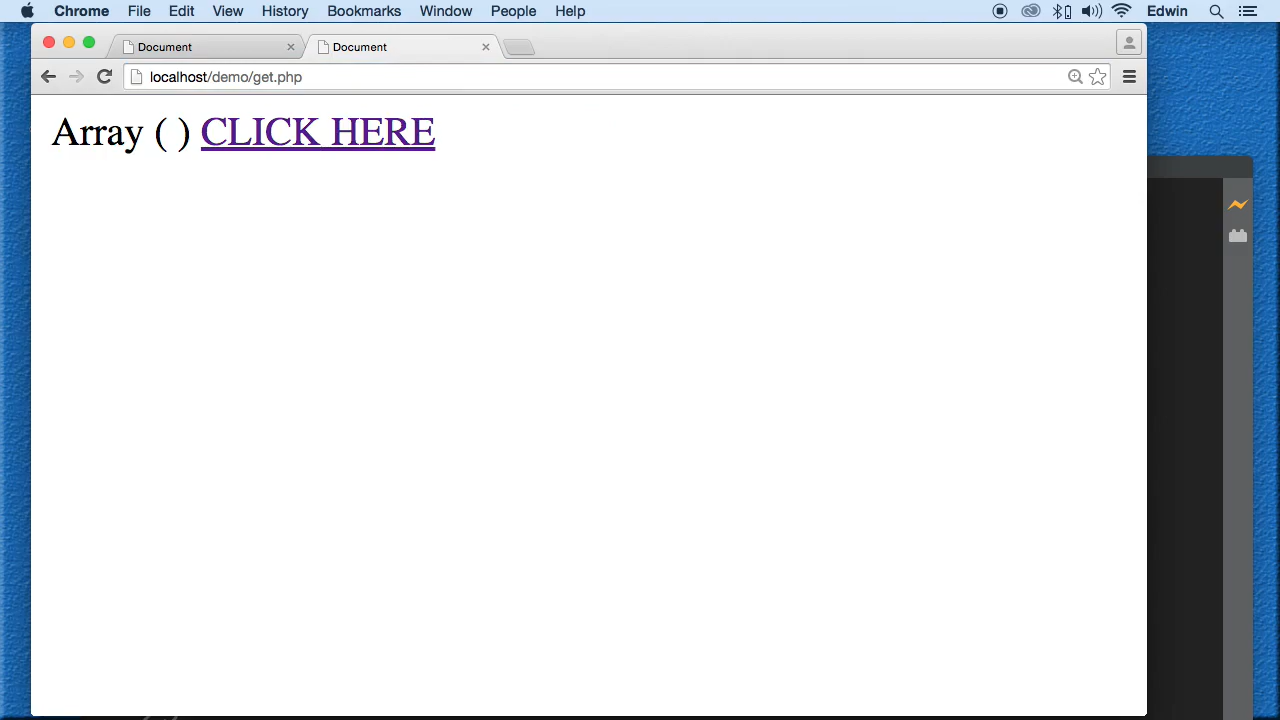 Chrome File Edit View History Bookmarks Window People Help Edwin
Document Document
localhost/demo/get.php
Array ( ) CLICK HERE